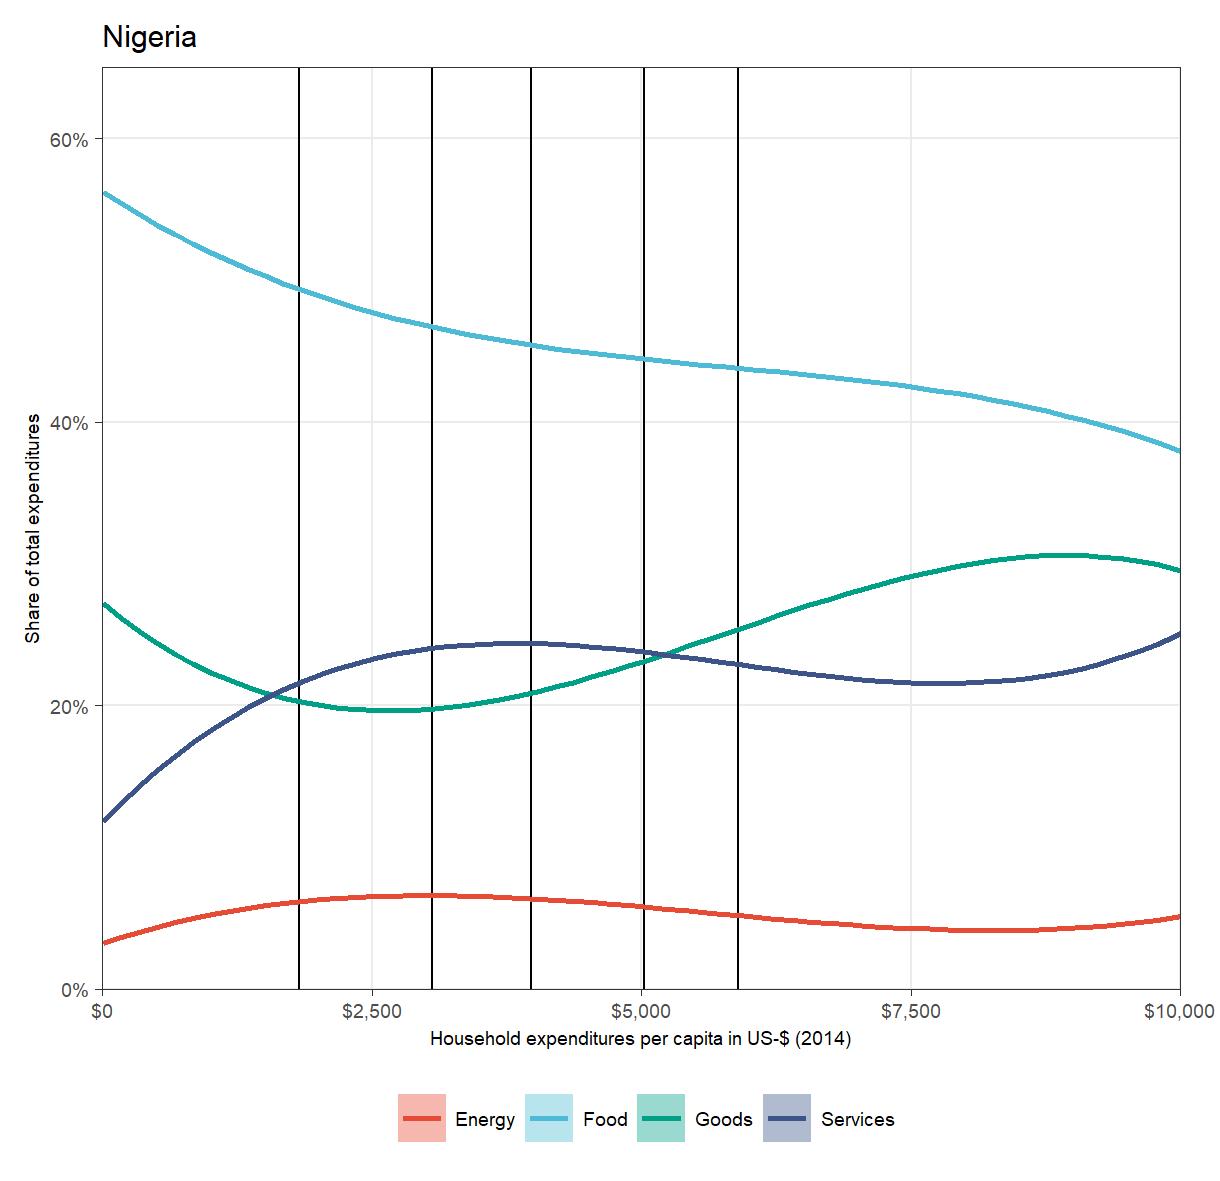 Nigeria
60%
40%
20%
0%
Share of total expenditures
$0 $2,500 $5,000 $7,500 $10,000
Household expenditures per capita in US-$ (2014)
Energy Food Goods Services